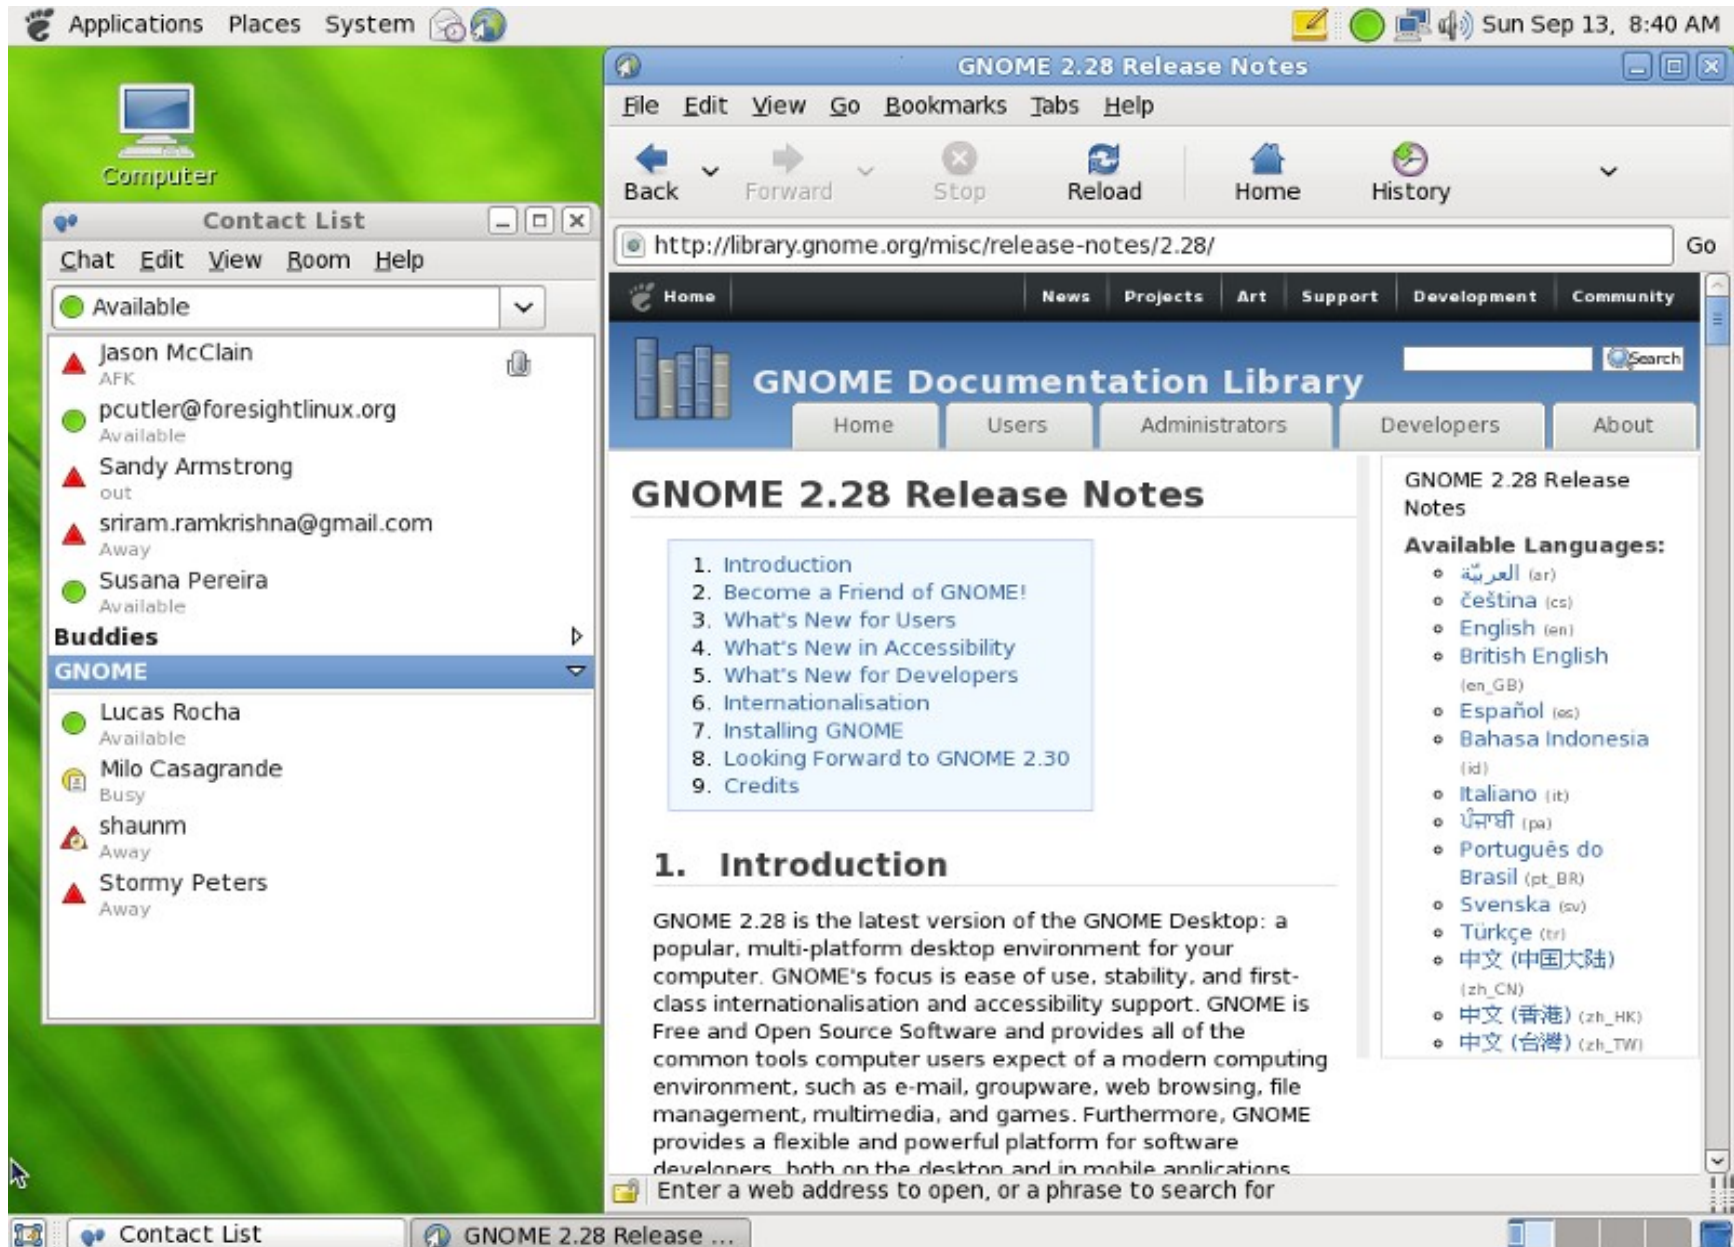 Applications Places System
Sun Sep 13, 8:40 AM
Computer
Contact List
Chat Edit View Room Help
Available
Jason McClain
AFK
pcutler@foresightlinux.org
Available
Sandy Armstrong
out
sriram.ramkrishna@gmail.com
Away
Susana Pereira
Available
Buddies
GNOME
Lucas Rocha
Available
Milo Casagrande
Busy
shaunm
Away
Stormy Peters
Away
GNOME 2.28 Release Notes
File Edit View Go Bookmarks Tabs Help
Back Forward Stop Reload Home History
http://library.gnome.org/misc/release-notes/2.28/ Go
Home News Projects Art Support Development Community
Search
GNOME Documentation Library
Home Users Administrators Developers About
GNOME 2.28 Release Notes
1. Introduction
2. Become a Friend of GNOME!
3. What's New for Users
4. What's New in Accessibility
5. What's New for Developers
6. Internationalisation
7. Installing GNOME
8. Looking Forward to GNOME 2.30
9. Credits
1. Introduction
GNOME 2.28 is the latest version of the GNOME Desktop: a
popular, multi-platform desktop environment for your
computer. GNOME's focus is ease of use, stability, and first-
class internationalisation and accessibility support. GNOME is
Free and Open Source Software and provides all of the
common tools computer users expect of a modern computing
environment, such as e-mail, groupware, web browsing, file
management, multimedia, and games. Furthermore, GNOME
provides a flexible and powerful platform for software
developers, both on the desktop and in mobile applications
GNOME 2.28 Release
Notes
Available Languages:
العربيّة (ar)
čeština (cs)
English (en)
British English
(en_GB)
Español (es)
Bahasa Indonesia
(id)
Italiano (it)
ਪੰਜਾਬੀ (pa)
Português do
Brasil (pt_BR)
Svenska (sv)
Türkçe (tr)
中文 (中国大陆)
(zh_CN)
中文 (香港) (zh_HK)
中文 (台灣) (zh_TW)
Enter a web address to open, or a phrase to search for
Contact List
GNOME 2.28 Release ...